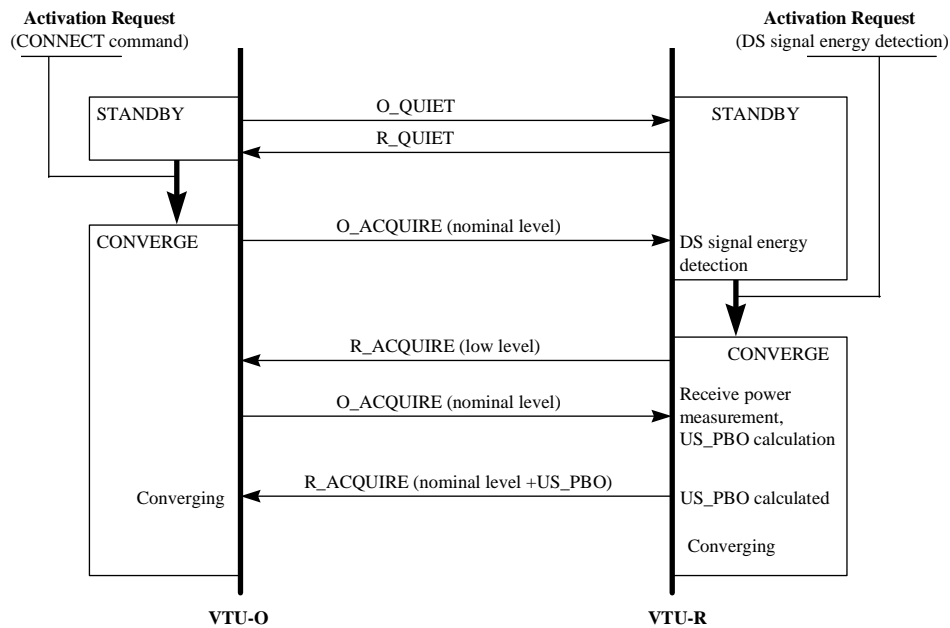 Activation Request
(CONNECT command)
Activation Request
(DS signal energy detection)
STANDBY
O_QUIET
STANDBY
R_QUIET
CONVERGE
O_ACQUIRE (nominal level)
DS signal energy
detection
R_ACQUIRE (low level)
CONVERGE
O_ACQUIRE (nominal level)
Receive power
measurement,
US_PBO calculation
Converging
R_ACQUIRE (nominal level +US_PBO)
US_PBO calculated
Converging
VTU-O
VTU-R